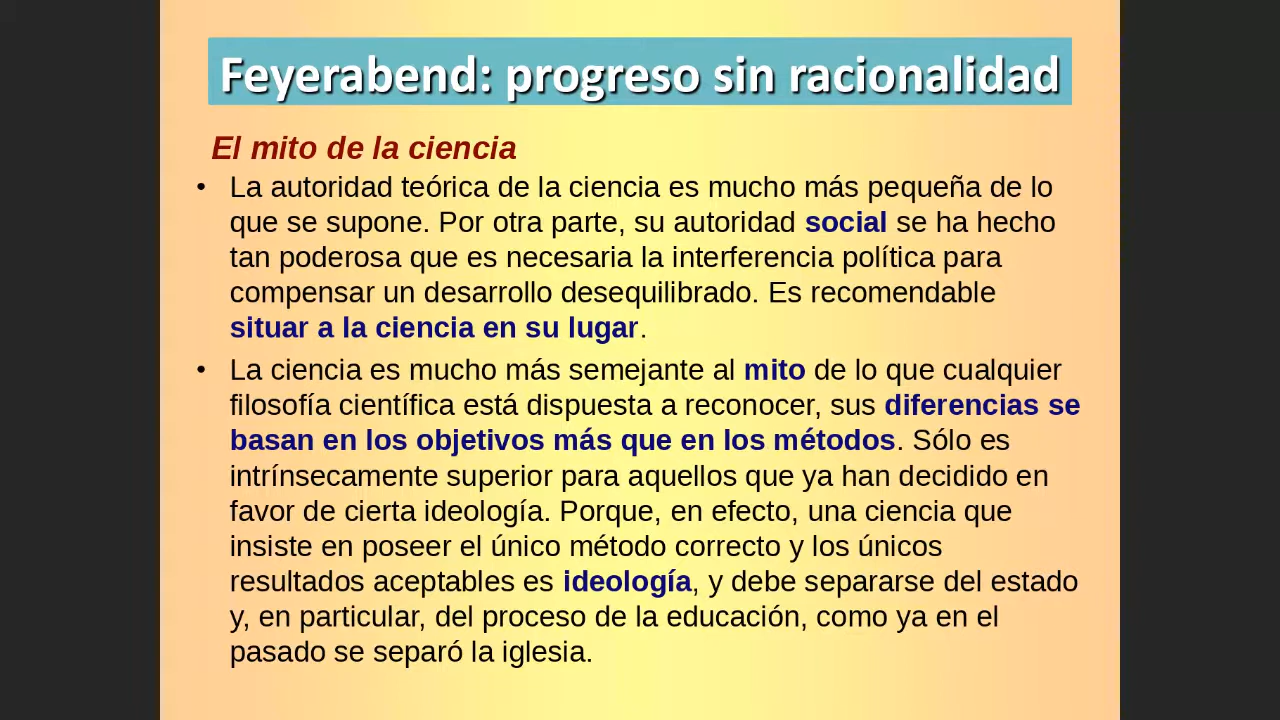 Feyerabend: progreso sin racionalidad
El mito de la ciencia
• La autoridad teórica de la ciencia es mucho más pequeña de lo
que se supone. Por otra parte, su autoridad social se ha hecho
tan poderosa que es necesaria la interferencia política para
compensar un desarrollo desequilibrado. Es recomendable
situar a la ciencia en su lugar.
• La ciencia es mucho más semejante al mito de lo que cualquier
filosofía científica está dispuesta a reconocer, sus diferencias se
basan en los objetivos más que en los métodos. Sólo es
intrínsecamente superior para aquellos que ya han decidido en
favor de cierta ideología. Porque, en efecto, una ciencia que
insiste en poseer el único método correcto y los únicos
resultados aceptables es ideología, y debe separarse del estado
y, en particular, del proceso de la educación, como ya en el
pasado se separó la iglesia.